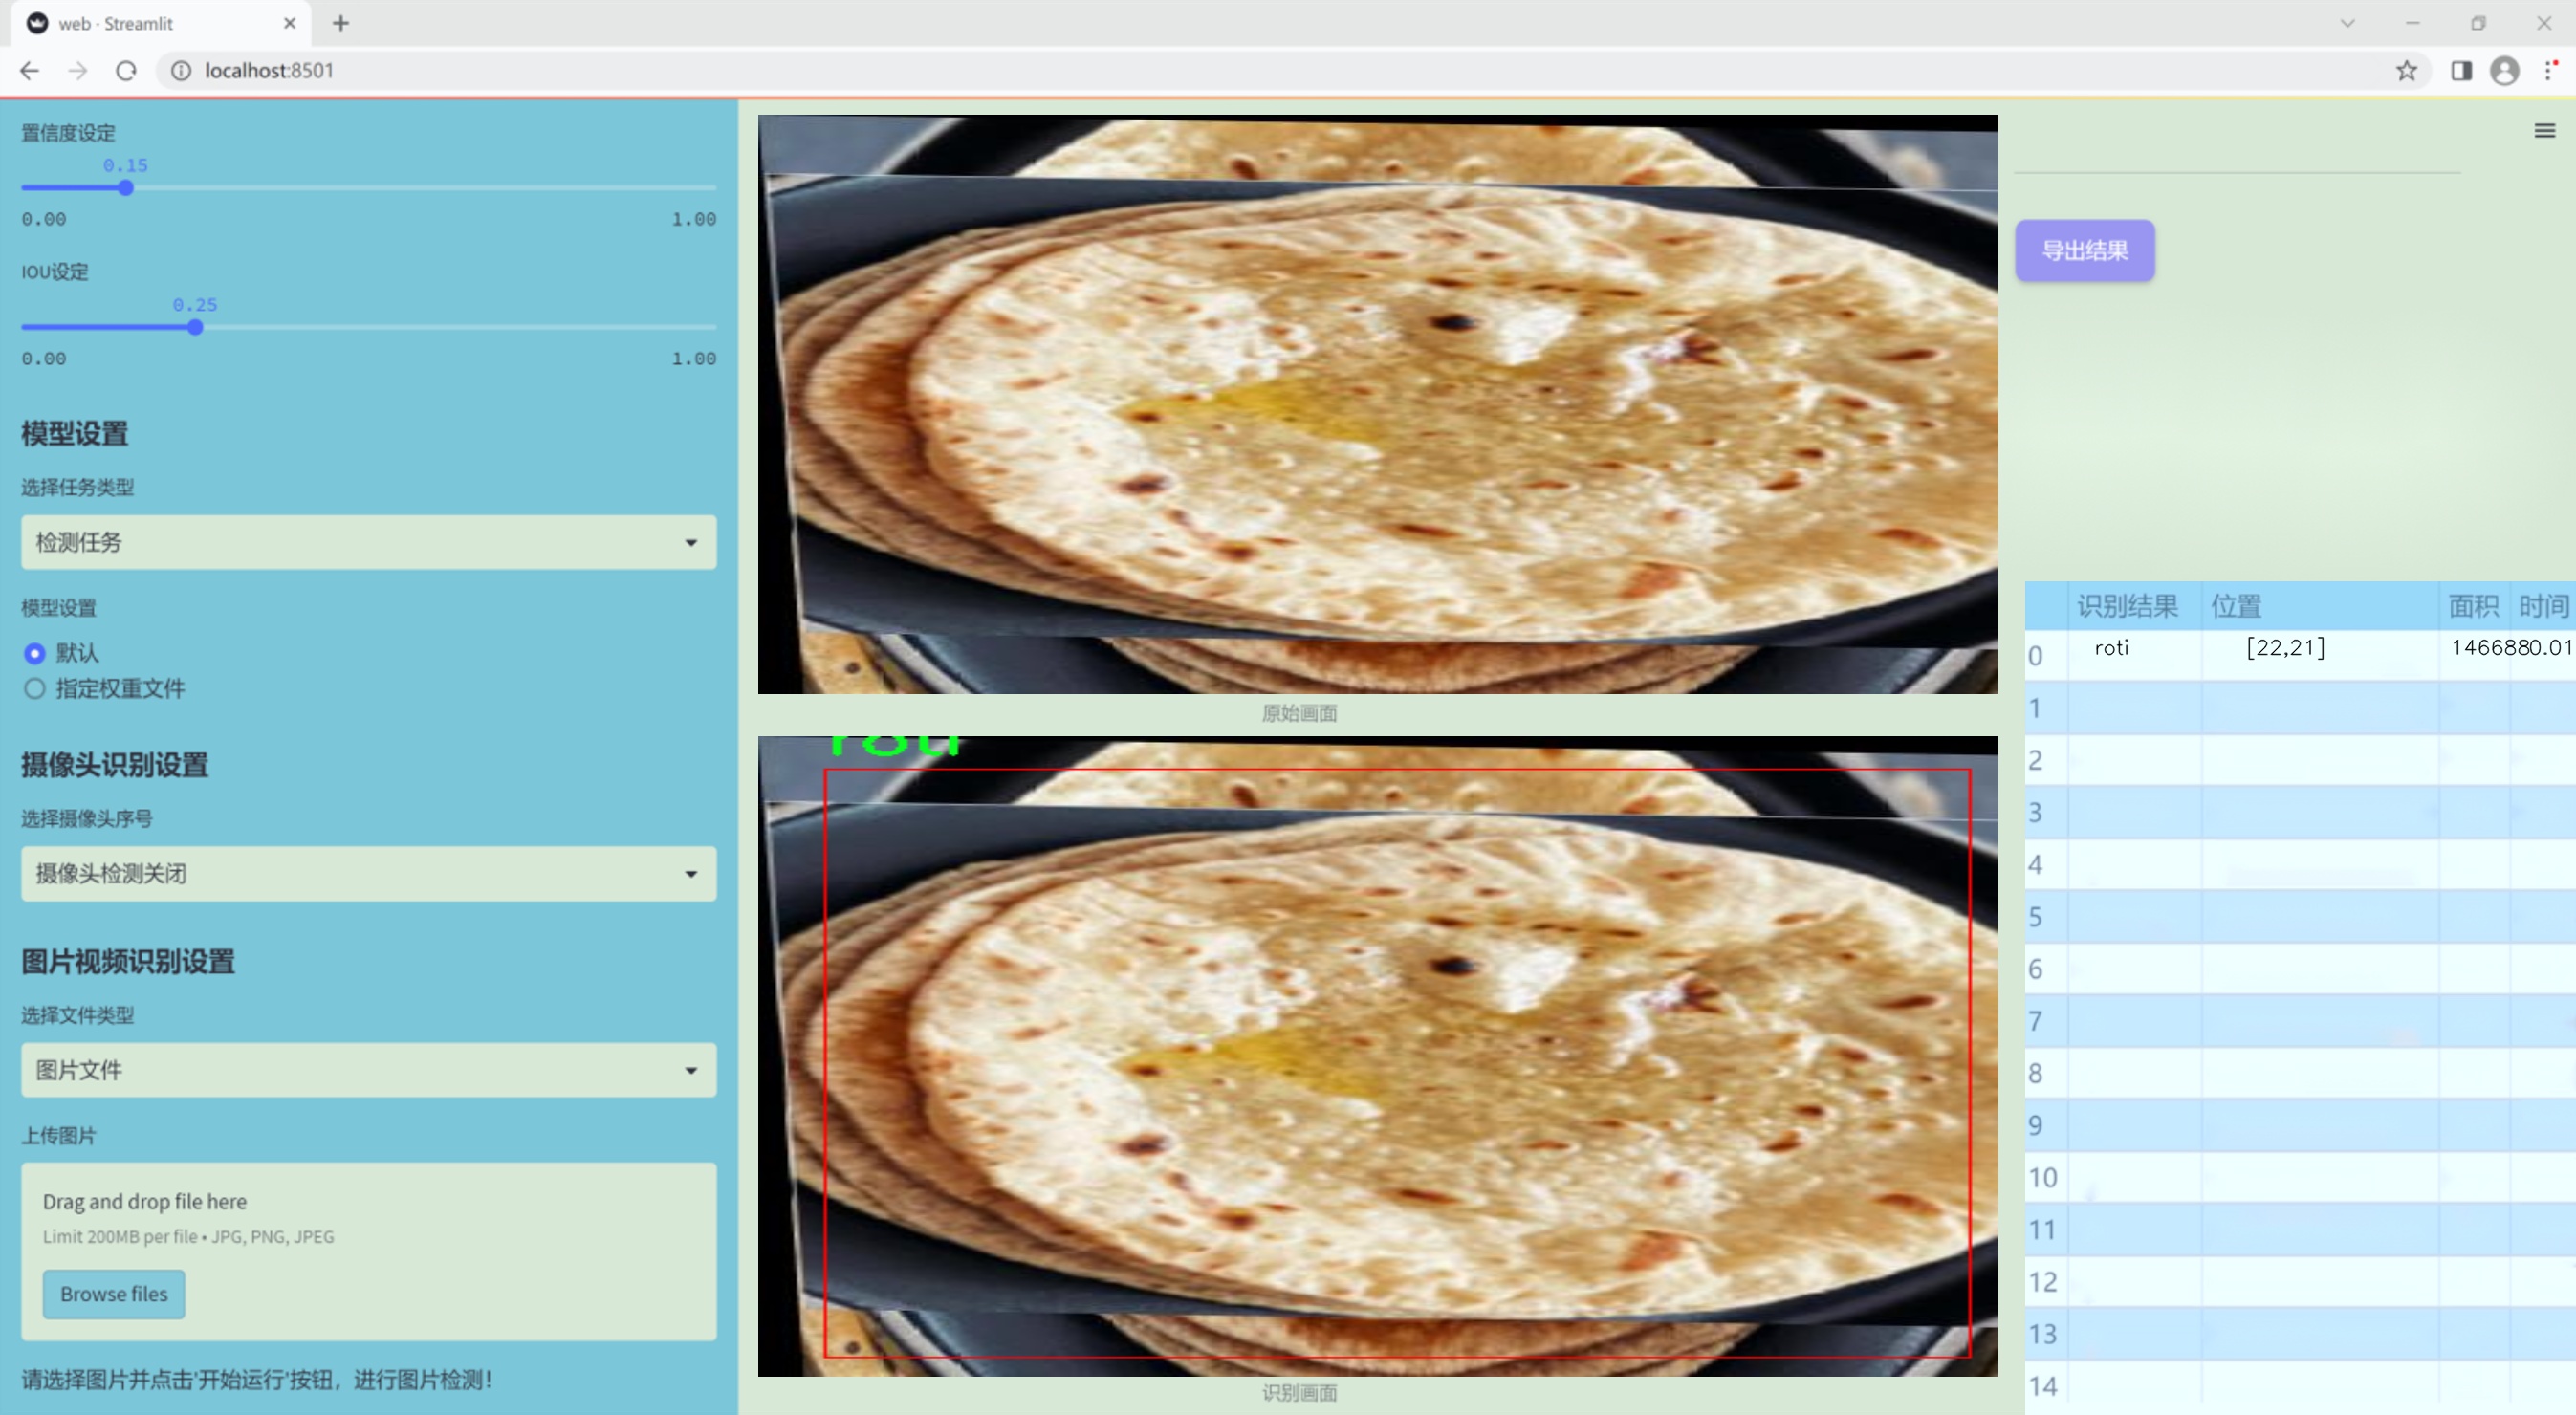 web · Streamlit
localhost:8501
置信度设定
0.15
0.00 1.00
IOU设定
0.25
0.00 1.00
模型设置
选择任务类型
检测任务
模型设置
默认
指定权重文件
摄像头识别设置
选择摄像头序号
摄像头检测关闭
图片视频识别设置
选择文件类型
图片文件
上传图片
Drag and drop file here
Limit 200MB per file • JPG, PNG, JPEG
Browse files
请选择图片并点击'开始运行'按钮，进行图片检测！
原始画面
roti
识别画面
导出结果
识别结果 位置 面积 时间
0 roti [22,21] 1466880.01
1
2
3
4
5
6
7
8
9
10
11
12
13
14